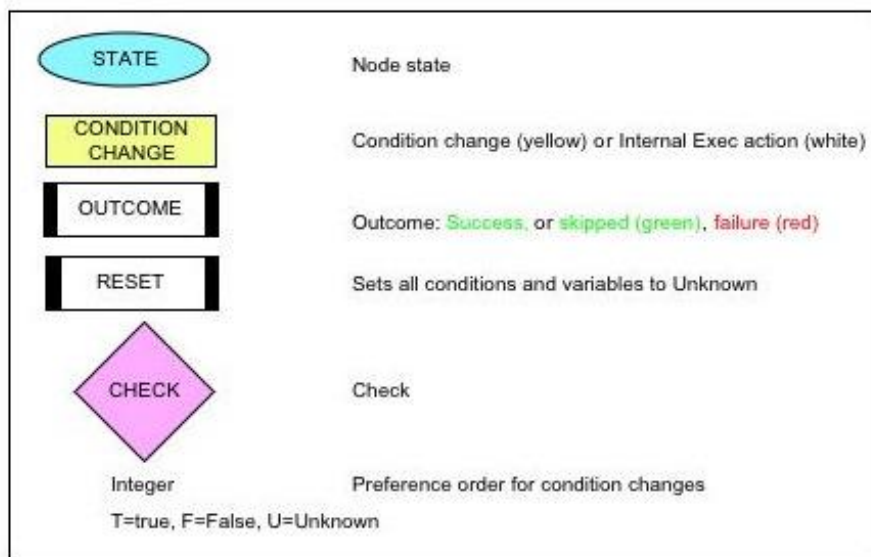 STATE
Node state
CONDITION
CHANGE
Condition change (yellow) or Internal Exec action (white)
OUTCOME
Outcome: Success, or skipped (green), failure (red)
RESET
Sets all conditions and variables to Unknown
CHECK
Check
Integer
Preference order for condition changes
T=true, F=False, U=Unknown